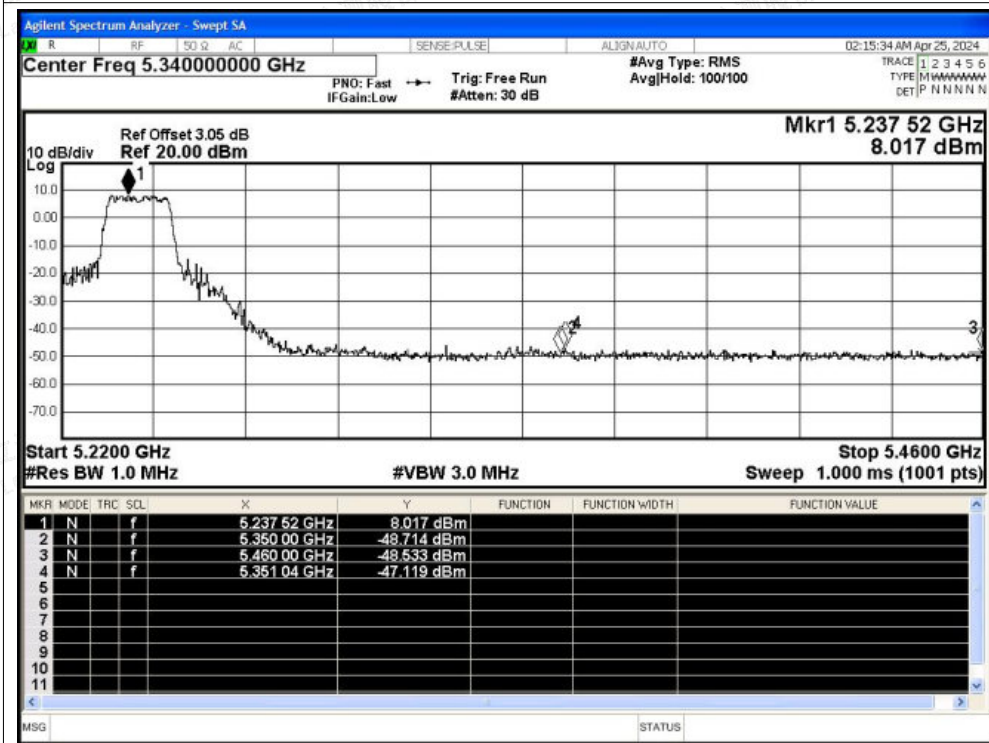 Agilent Spectrum Analyzer - Swept SA
LXI R RF 50 Ω AC SENSE:PULSE ALIGNAUTO 02:15:34 AM Apr 25, 2024
Center Freq 5.340000000 GHz #Avg Type: RMS TRACE 1 2 3 4 5 6
PNO: Fast Trig: Free Run Avg|Hold: 100/100 TYPE M
IFGain:Low #Atten: 30 dB DET P N N N N N
Mkr1 5.237 52 GHz
Ref Offset 3.05 dB
10 dB/div Ref 20.00 dBm 8.017 dBm
Log
1
10.0
0.00
-10.0
-20.0
-30.0
-40.0
2 4 3
-50.0
-60.0
-70.0
Start 5.2200 GHz Stop 5.4600 GHz
#Res BW 1.0 MHz #VBW 3.0 MHz Sweep 1.000 ms (1001 pts)
MKR MODE TRC SCL X Y FUNCTION FUNCTION WIDTH FUNCTION VALUE
1 N f 5.237 52 GHz 8.017 dBm
2 N f 5.350 00 GHz -48.714 dBm
3 N f 5.460 00 GHz -48.533 dBm
4 N f 5.351 04 GHz -47.119 dBm
5
6
7
8
9
10
11
MSG STATUS